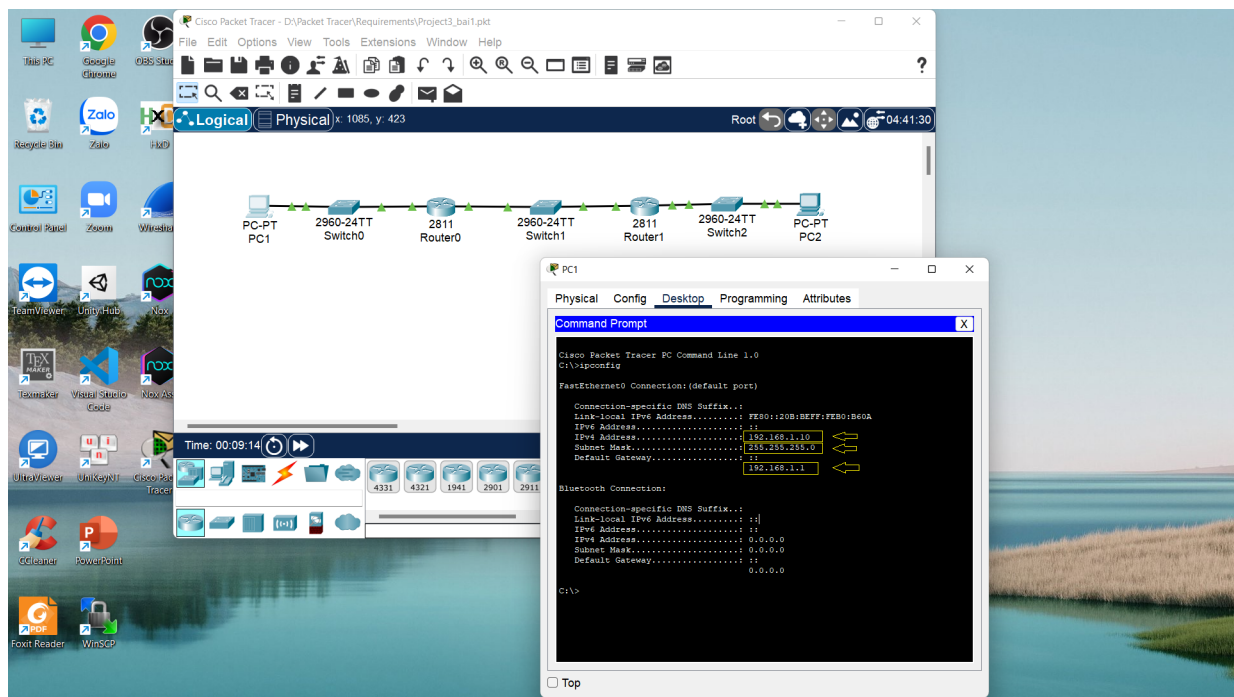 This PC
Google Chrome
OBS Stud
Recycle Bin
Zalo
Zalo
HxD
HxD
Control Panel
Zoom
Wiresha
TeamViewer
Unity Hub
Nox
nox
TEX
MAKER
Texmaker
Visual Studio Code
Nox As
nox
UltraViewer
UniKeyNT
Cisco Pac
Tracer
CCleaner
PowerPoint
P
PDF
Foxit Reader
WinSCP
Cisco Packet Tracer - D:\Packet Tracer\Requirements\Project3_bai1.pkt
File Edit Options View Tools Extensions Window Help
?
Logical Physical x: 1085, y: 423 Root 04:41:30
PC-PT
PC1
2960-24TT
Switch0
2811
Router0
2960-24TT
Switch1
2811
Router1
2960-24TT
Switch2
PC-PT
PC2
Time: 00:09:14
4331 4321 1941 2901 2911
PC1
Physical Config Desktop Programming Attributes
Command Prompt X
Cisco Packet Tracer PC Command Line 1.0
C:\>ipconfig
FastEthernet0 Connection:(default port)
Connection-specific DNS Suffix..:
Link-local IPv6 Address.........: FE80::20B:BEFF:FEB0:B60A
IPv6 Address....................: ::
IPv4 Address....................: 192.168.1.10
Subnet Mask.....................: 255.255.255.0
Default Gateway.................: ::
192.168.1.1
Bluetooth Connection:
Connection-specific DNS Suffix..:
Link-local IPv6 Address.........: ::
IPv6 Address....................: ::
IPv4 Address....................: 0.0.0.0
Subnet Mask.....................: 0.0.0.0
Default Gateway.................: ::
0.0.0.0
C:\>
Top